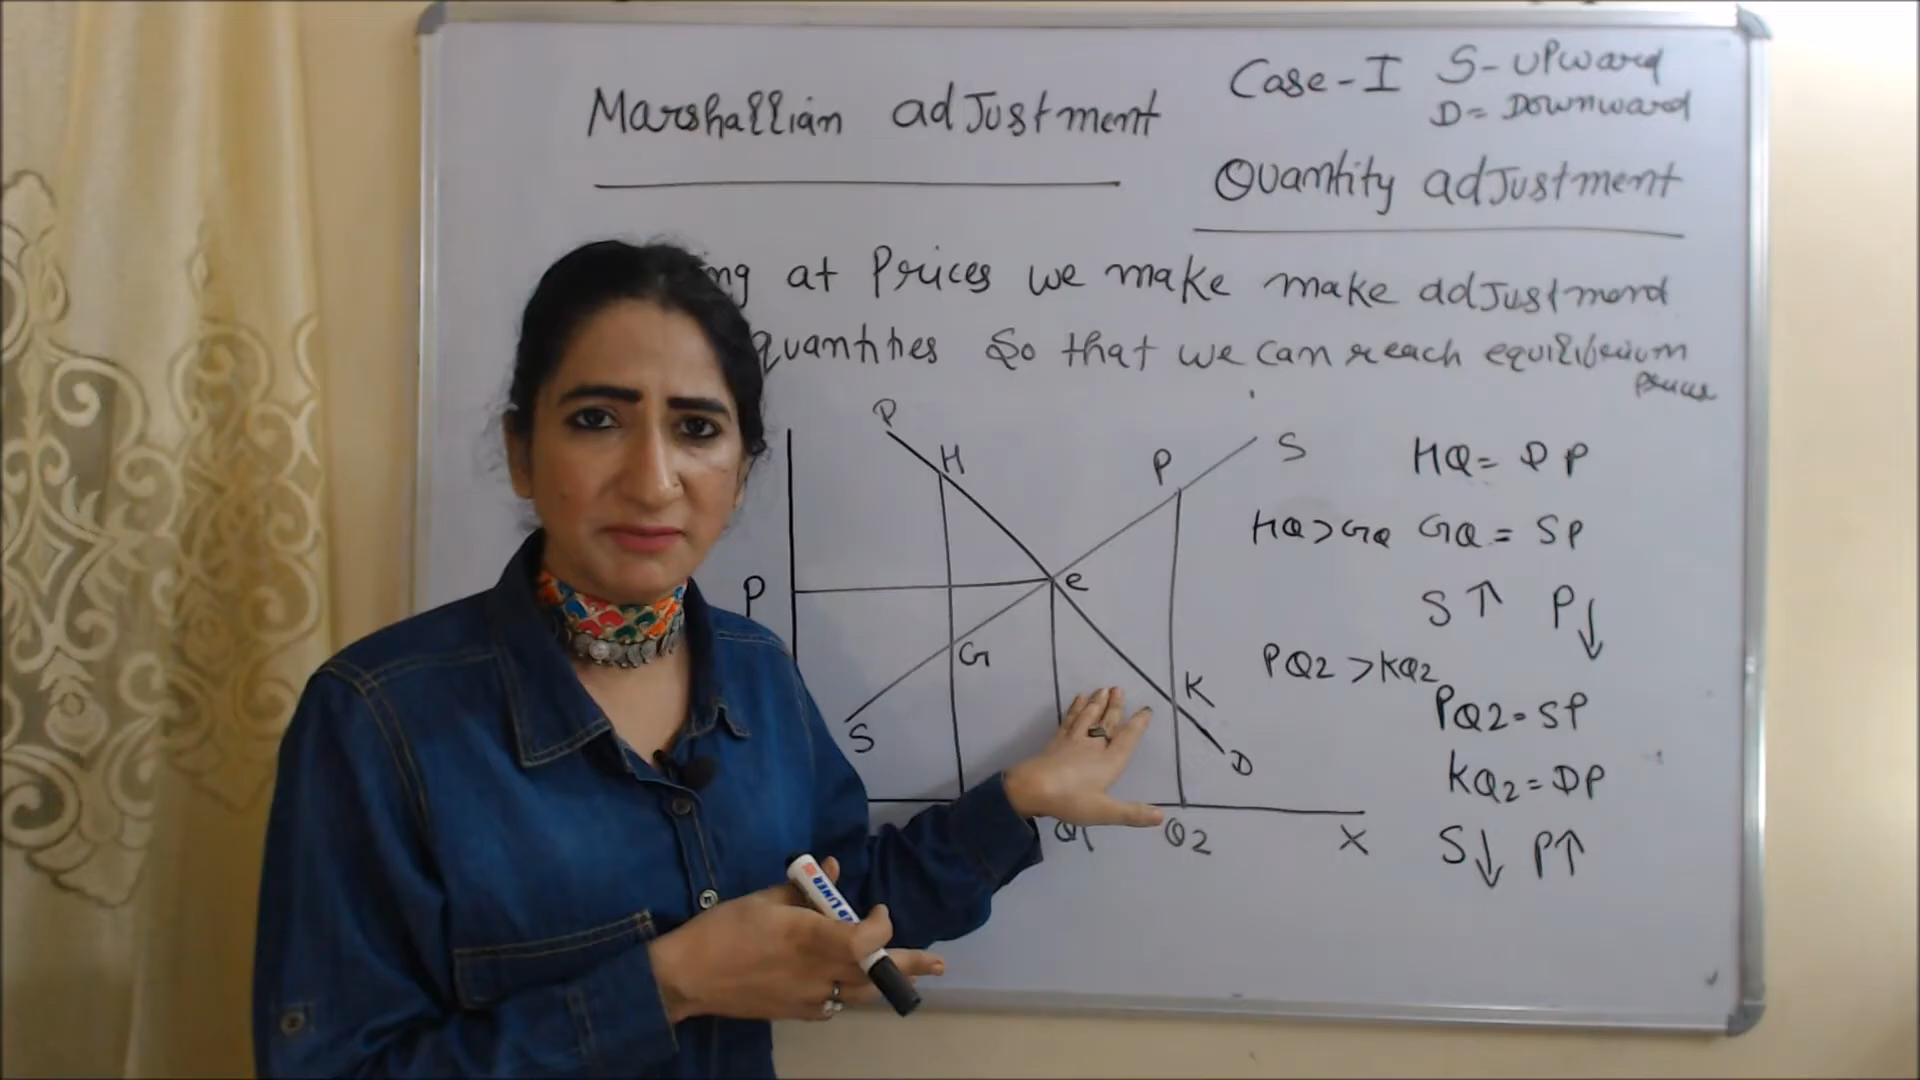 Marshallian adJustment
Case-I S-upward
D= Downward
Quantity adJustment
ng at Prices we make make adJustment
quantities So that we can reach equilibrium
D
H
P
S
P
e
G
K
S
D
Q1
Q2
X
HQ= DP
HQ>GQ GQ= SP
S↑ P↓
PQ2 >KQ2
PQ2=SP
KQ2=DP
S↓ P↑